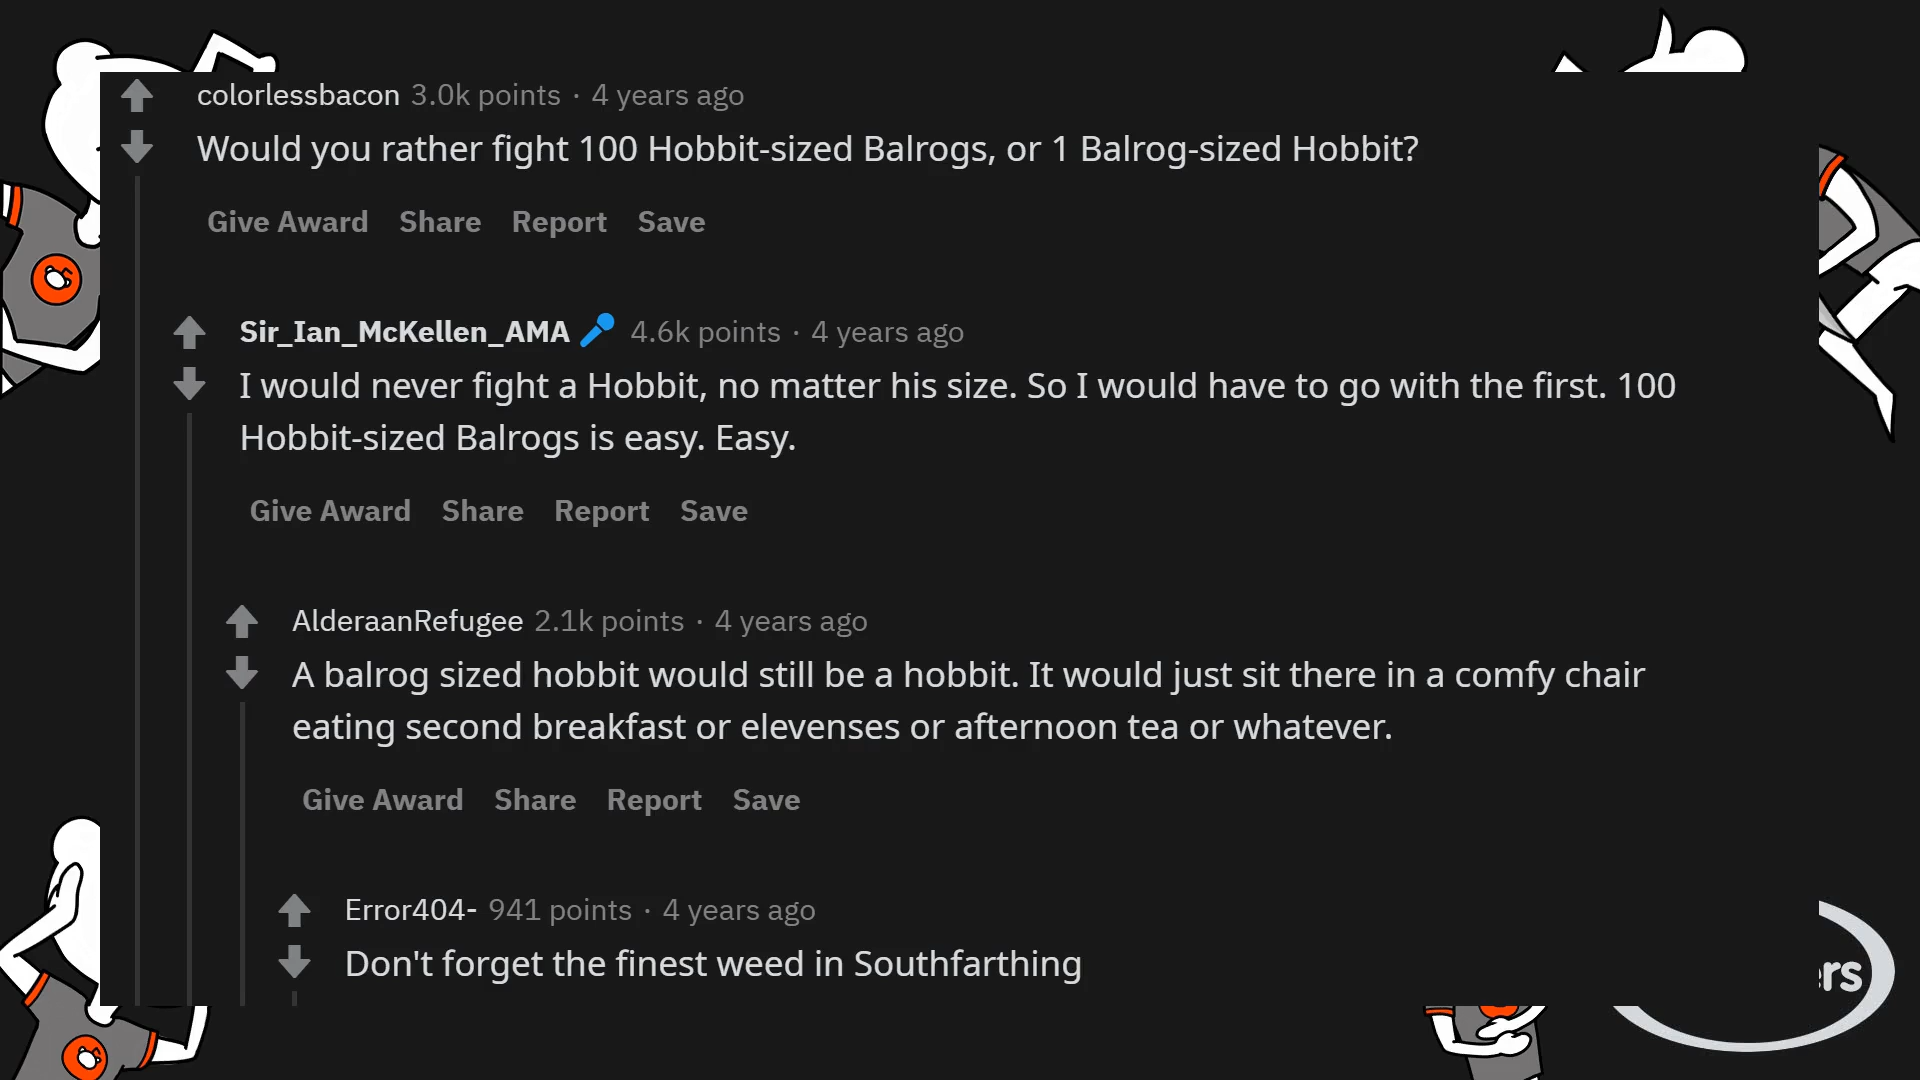 colorlessbacon 3.0k points · 4 years ago
Would you rather fight 100 Hobbit-sized Balrogs, or 1 Balrog-sized Hobbit?
Give Award Share Report Save
Sir_Ian_McKellen_AMA 4.6k points · 4 years ago
I would never fight a Hobbit, no matter his size. So I would have to go with the first. 100
Hobbit-sized Balrogs is easy. Easy.
Give Award Share Report Save
AlderaanRefugee 2.1k points · 4 years ago
A balrog sized hobbit would still be a hobbit. It would just sit there in a comfy chair
eating second breakfast or elevenses or afternoon tea or whatever.
Give Award Share Report Save
Error404- 941 points · 4 years ago
Don't forget the finest weed in Southfarthing